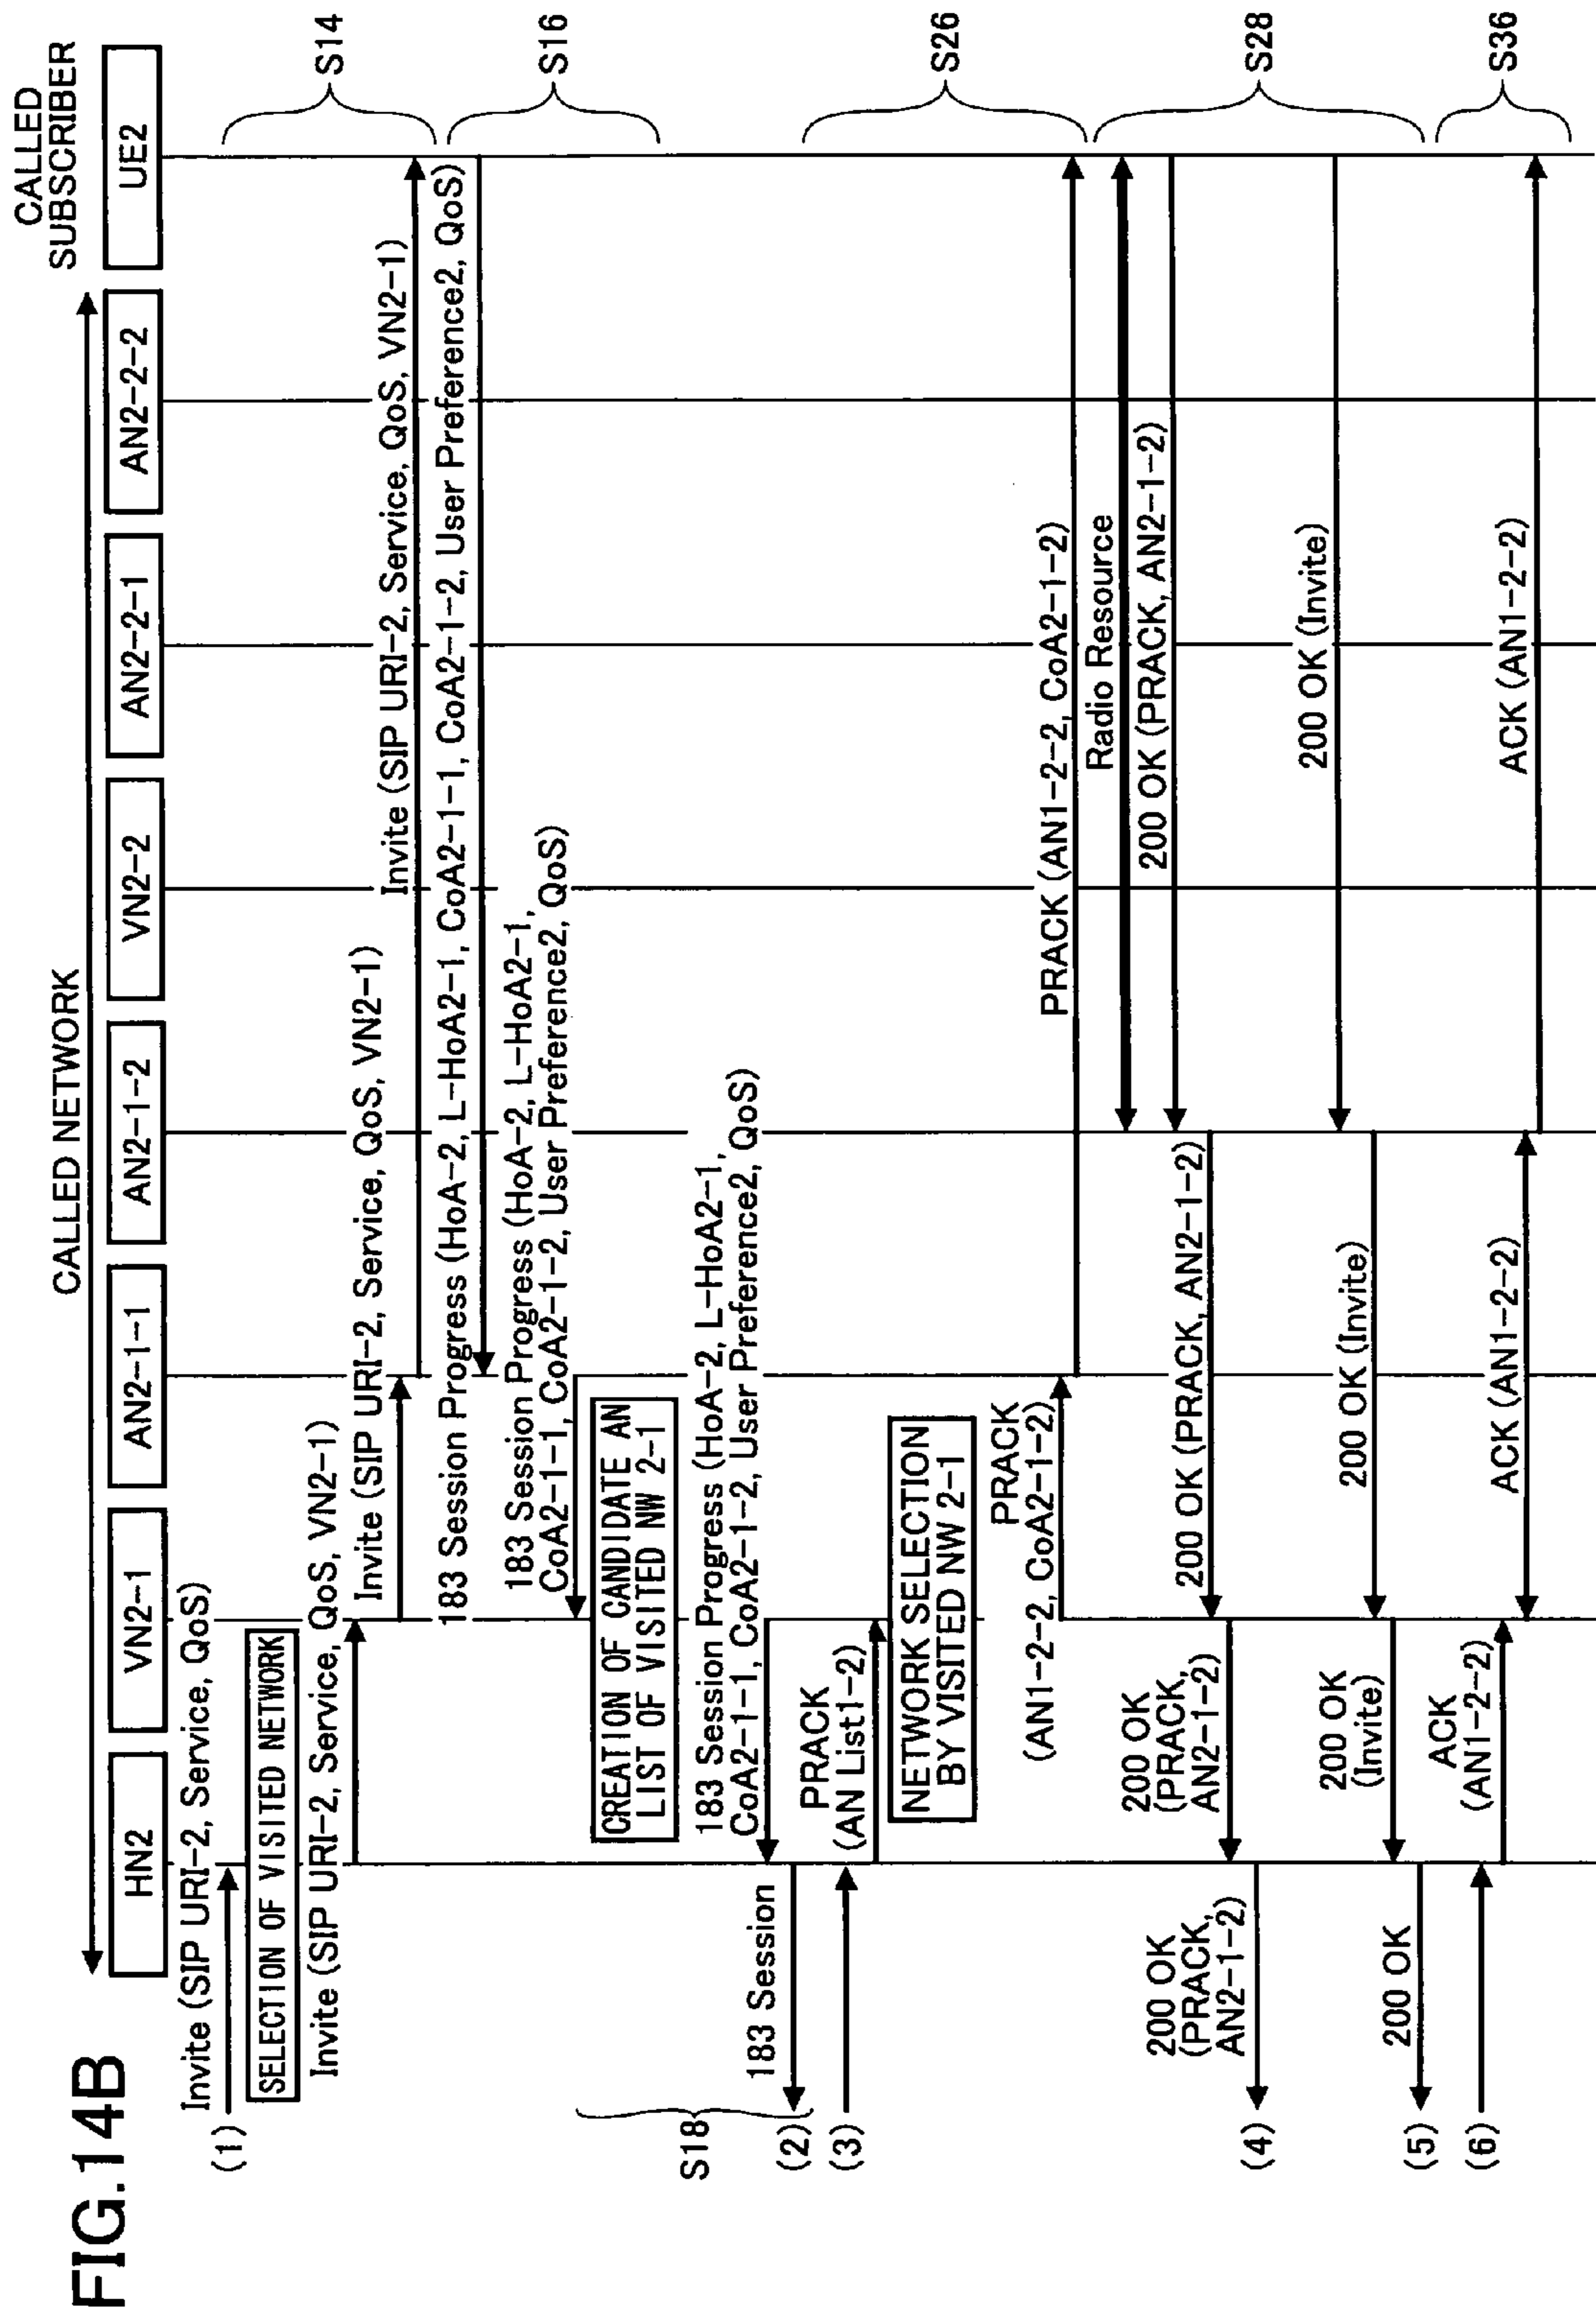 FIG.14B
CALLED NETWORK
CALLED
SUBSCRIBER
HN2
VN2-1
AN2-1-1
AN2-1-2
VN2-2
AN2-2-1
AN2-2-2
UE2
Invite (SIP URI-2, Service, QoS)
(1)
SELECTION OF VISITED NETWORK
Invite (SIP URI-2, Service, QoS, VN2-1)
Invite (SIP URI-2, Service, QoS, VN2-1)
Invite (SIP URI-2, Service, QoS, VN2-1)
S14
183 Session Progress (HoA-2, L-HoA2-1, CoA2-1-1, CoA2-1-2, User Preference2, QoS)
183 Session Progress (HoA-2, L-HoA2-1,
CoA2-1-1, CoA2-1-2, User Preference2, QoS)
S16
CREATION OF CANDIDATE AN
LIST OF VISITED NW 2-1
183 Session Progress (HoA-2, L-HoA2-1,
CoA2-1-1, CoA2-1-2, User Preference2, QoS)
S18
183 Session
(2)
PRACK
(AN List1-2)
(3)
NETWORK SELECTION
BY VISITED NW 2-1
PRACK
(AN1-2-2, CoA2-1-2)
PRACK (AN1-2-2, CoA2-1-2)
S26
Radio Resource
200 OK (PRACK, AN2-1-2)
200 OK (PRACK, AN2-1-2)
200 OK
(PRACK,
AN2-1-2)
200 OK
(PRACK,
AN2-1-2)
(4)
S28
200 OK (Invite)
200 OK (Invite)
200 OK
(Invite)
200 OK
(5)
(6)
ACK
(AN1-2-2)
ACK (AN1-2-2)
ACK (AN1-2-2)
S36